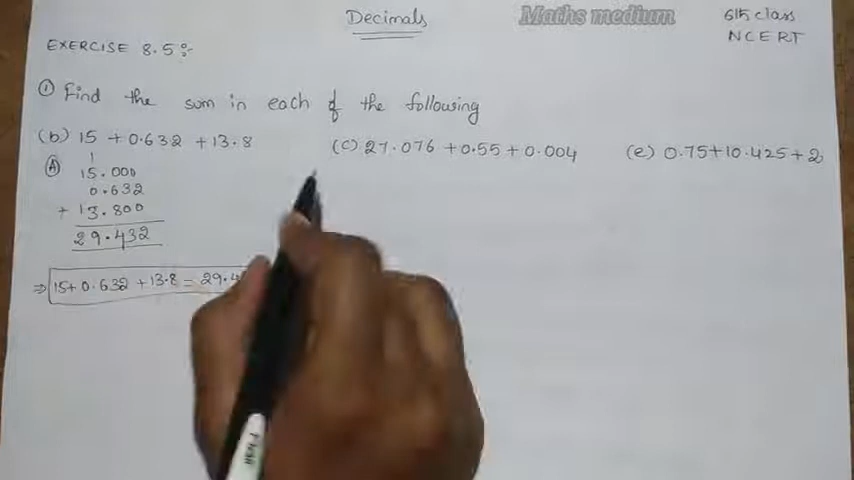 Decimals
Maths medium
6th class
NCERT
EXERCISE 8.5:-
① Find the sum in each of the following
(b) 15 + 0.632 + 13.8
(c) 27.076 + 0.55 + 0.004
(e) 0.75+10.425+2
Ⓐ
1
15.000
0.632
+ 13.800
29.432
⇒ 15+ 0.632 + 13.8 = 29.4